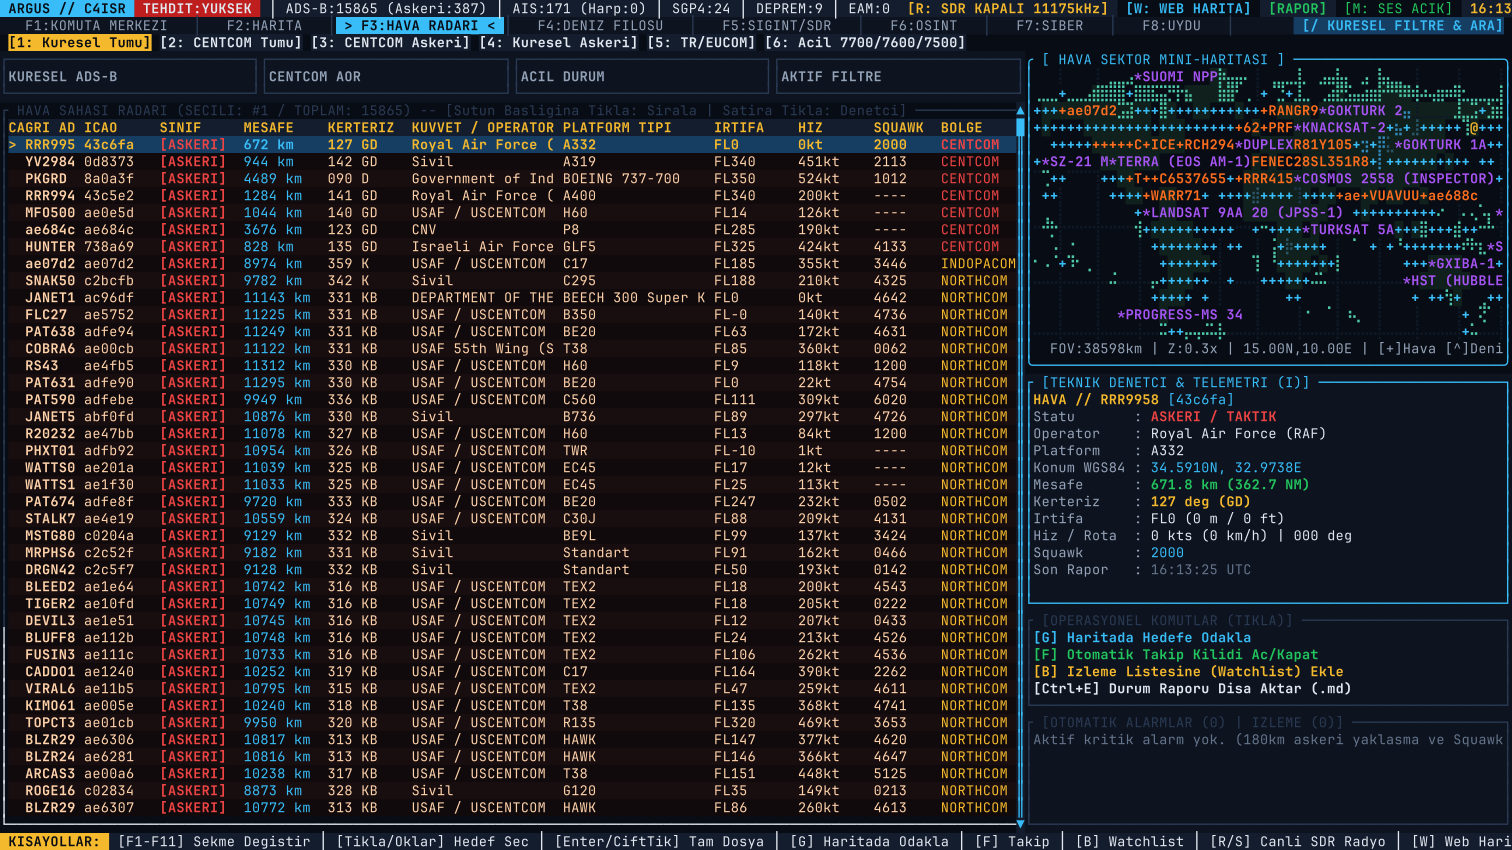 ARGUS // C4ISR TEHDIT:YUKSEK │ ADS-B:15865 (Askeri:387) │ AIS:171 (Harp:0) │ SGP4:24 │ DEPREM:9 │ EAM:0 [R: SDR KAPALI 11175kHz] [W: WEB HARITA] [RAPOR] [M: SES ACIK] 16:13
F1:KOMUTA MERKEZI F2:HARITA > F3:HAVA RADARI < F4:DENIZ FILOSU F5:SIGINT/SDR F6:OSINT F7:SIBER F8:UYDU [/ KURESEL FILTRE & ARA]
[1: Kuresel Tumu] [2: CENTCOM Tumu] [3: CENTCOM Askeri] [4: Kuresel Askeri] [5: TR/EUCOM] [6: Acil 7700/7600/7500]
KURESEL ADS-B CENTCOM AOR ACIL DURUM AKTIF FILTRE
HAVA SAHASI RADARI (SECILI: #1 / TOPLAM: 15865) -- [Sutun Basligina Tikla: Sirala | Satira Tikla: Denetci]
CAGRI AD ICAO SINIF MESAFE KERTERIZ KUVVET / OPERATOR PLATFORM TIPI IRTIFA HIZ SQUAWK BOLGE
> RRR995 43c6fa [ASKERI] 672 km 127 GD Royal Air Force ( A332 FL0 0kt 2000 CENTCOM
YV2984 0d8373 [ASKERI] 944 km 142 GD Sivil A319 FL340 451kt 2113 CENTCOM
PKGRD 8a0a3f [ASKERI] 4489 km 090 D Government of Ind BOEING 737-700 FL350 524kt 1012 CENTCOM
RRR994 43c5e2 [ASKERI] 1284 km 141 GD Royal Air Force ( A400 FL340 200kt ---- CENTCOM
MFO500 ae0e5d [ASKERI] 1044 km 140 GD USAF / USCENTCOM H60 FL14 126kt ---- CENTCOM
ae684c ae684c [ASKERI] 3676 km 123 GD CNV P8 FL285 190kt ---- CENTCOM
HUNTER 738a69 [ASKERI] 828 km 135 GD Israeli Air Force GLF5 FL325 424kt 4133 CENTCOM
ae07d2 ae07d2 [ASKERI] 8974 km 359 K USAF / USCENTCOM C17 FL185 355kt 3446 INDOPACOM
SNAK50 c2bcfb [ASKERI] 9782 km 342 K Sivil C295 FL188 210kt 4325 NORTHCOM
JANET1 ac96df [ASKERI] 11143 km 331 KB DEPARTMENT OF THE BEECH 300 Super K FL0 0kt 4642 NORTHCOM
FLC27 ae5752 [ASKERI] 11225 km 331 KB USAF / USCENTCOM B350 FL-0 140kt 4736 NORTHCOM
PAT638 adfe94 [ASKERI] 11249 km 331 KB USAF / USCENTCOM BE20 FL63 172kt 4631 NORTHCOM
COBRA6 ae00cb [ASKERI] 11122 km 331 KB USAF 55th Wing (S T38 FL85 360kt 0062 NORTHCOM
RS43 ae4fb5 [ASKERI] 11312 km 330 KB USAF / USCENTCOM H60 FL9 118kt 1200 NORTHCOM
PAT631 adfe90 [ASKERI] 11295 km 330 KB USAF / USCENTCOM BE20 FL0 22kt 4754 NORTHCOM
PAT590 adfebe [ASKERI] 9949 km 336 KB USAF / USCENTCOM C560 FL111 309kt 6020 NORTHCOM
JANET5 abf0fd [ASKERI] 10876 km 330 KB Sivil B736 FL89 297kt 4726 NORTHCOM
R20232 ae47bb [ASKERI] 11078 km 327 KB USAF / USCENTCOM H60 FL13 84kt 1200 NORTHCOM
PHXT01 adfb92 [ASKERI] 10954 km 326 KB USAF / USCENTCOM TWR FL-10 1kt ---- NORTHCOM
WATTS0 ae201a [ASKERI] 11039 km 325 KB USAF / USCENTCOM EC45 FL17 12kt ---- NORTHCOM
WATTS1 ae1f30 [ASKERI] 11033 km 325 KB USAF / USCENTCOM EC45 FL25 113kt ---- NORTHCOM
PAT674 adfe8f [ASKERI] 9720 km 333 KB USAF / USCENTCOM BE20 FL247 232kt 0502 NORTHCOM
STALK7 ae4e19 [ASKERI] 10559 km 324 KB USAF / USCENTCOM C30J FL88 209kt 4131 NORTHCOM
MSTG80 c0204a [ASKERI] 9129 km 332 KB Sivil BE9L FL99 137kt 3424 NORTHCOM
MRPHS6 c2c52f [ASKERI] 9182 km 331 KB Sivil Standart FL91 162kt 0466 NORTHCOM
DRGN42 c2c5f7 [ASKERI] 9128 km 332 KB Sivil Standart FL50 193kt 0142 NORTHCOM
BLEED2 ae1e64 [ASKERI] 10742 km 316 KB USAF / USCENTCOM TEX2 FL18 200kt 4543 NORTHCOM
TIGER2 ae10fd [ASKERI] 10749 km 316 KB USAF / USCENTCOM TEX2 FL18 205kt 0222 NORTHCOM
DEVIL3 ae1e51 [ASKERI] 10745 km 316 KB USAF / USCENTCOM TEX2 FL12 207kt 0433 NORTHCOM
BLUFF8 ae112b [ASKERI] 10748 km 316 KB USAF / USCENTCOM TEX2 FL24 213kt 4526 NORTHCOM
FUSIN3 ae111c [ASKERI] 10733 km 316 KB USAF / USCENTCOM TEX2 FL106 262kt 4536 NORTHCOM
CADDO1 ae1240 [ASKERI] 10252 km 319 KB USAF / USCENTCOM C17 FL164 390kt 2262 NORTHCOM
VIRAL6 ae11b5 [ASKERI] 10795 km 315 KB USAF / USCENTCOM TEX2 FL47 259kt 4611 NORTHCOM
KIMO61 ae005e [ASKERI] 10240 km 318 KB USAF / USCENTCOM T38 FL135 368kt 4741 NORTHCOM
TOPCT3 ae01cb [ASKERI] 9950 km 320 KB USAF / USCENTCOM R135 FL320 469kt 3653 NORTHCOM
BLZR29 ae6306 [ASKERI] 10817 km 313 KB USAF / USCENTCOM HAWK FL147 377kt 4620 NORTHCOM
BLZR24 ae6281 [ASKERI] 10816 km 313 KB USAF / USCENTCOM HAWK FL146 366kt 4647 NORTHCOM
ARCAS3 ae00a6 [ASKERI] 10238 km 317 KB USAF / USCENTCOM T38 FL151 448kt 5125 NORTHCOM
ROGE16 c02834 [ASKERI] 8873 km 328 KB Sivil G120 FL35 149kt 0213 NORTHCOM
BLZR29 ae6307 [ASKERI] 10772 km 313 KB USAF / USCENTCOM HAWK FL86 260kt 4613 NORTHCOM
[ HAVA SEKTOR MINI-HARITASI ]
*SUOMI NPP
++++ae07d2 +RANGR9*GOKTURK 2
+62+PRF*KNACKSAT-2 @
C+ICE+RCH294*DUPLEXR81Y105 *GOKTURK 1A
*SZ-21 M*TERRA (EOS AM-1)FENEC28SL351R8
T++C6537655+RRR415*COSMOS 2558 (INSPECTOR)
+WARR71 +ae+VUAVUU+ae688c
*LANDSAT 9AA 20 (JPSS-1)
*TURKSAT 5A
*S
*GXIBA-1
*HST (HUBBLE
*PROGRESS-MS 34
FOV:38598km | Z:0.3x | 15.00N,10.00E | [+]Hava [^]Deni
[TEKNIK DENETCI & TELEMETRI (I)]
HAVA // RRR9958 [43c6fa]
Statu : ASKERI / TAKTIK
Operator : Royal Air Force (RAF)
Platform : A332
Konum WGS84 : 34.5910N, 32.9738E
Mesafe : 671.8 km (362.7 NM)
Kerteriz : 127 deg (GD)
Irtifa : FL0 (0 m / 0 ft)
Hiz / Rota : 0 kts (0 km/h) | 000 deg
Squawk : 2000
Son Rapor : 16:13:25 UTC
[OPERASYONEL KOMUTLAR (TIKLA)]
[G] Haritada Hedefe Odakla
[F] Otomatik Takip Kilidi Ac/Kapat
[B] Izleme Listesine (Watchlist) Ekle
[Ctrl+E] Durum Raporu Disa Aktar (.md)
[OTOMATIK ALARMLAR (0) | IZLEME (0)]
Aktif kritik alarm yok. (180km askeri yaklasma ve Squawk
KISAYOLLAR: [F1-F11] Sekme Degistir │ [Tikla/Oklar] Hedef Sec │ [Enter/CiftTik] Tam Dosya │ [G] Haritada Odakla │ [F] Takip │ [B] Watchlist │ [R/S] Canli SDR Radyo │ [W] Web Hari